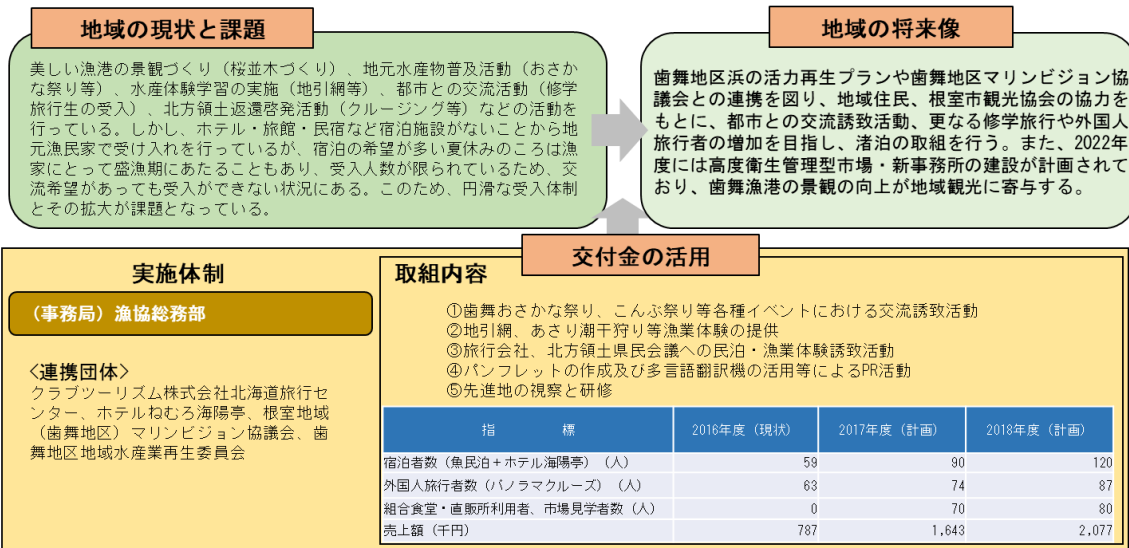 地域の現状と課題
美しい漁港の景観づくり（桜並木づくり）、地元水産物普及活動（おさか
な祭り等）、水産体験学習の実施（地引網等）、都市との交流活動（修学
旅行生の受入）、北方領土返還啓発活動（クルージング等）などの活動を
行っている。しかし、ホテル・旅館・民宿など宿泊施設がないことから地
元漁民家で受け入れを行っているが、宿泊の希望が多い夏休みのころは漁
家にとって盛漁期にあたることもあり、受入人数が限られているため、交
流希望があっても受入ができない状況にある。このため、円滑な受入体制
とその拡大が課題となっている。
地域の将来像
歯舞地区浜の活力再生プランや歯舞地区マリンビジョン協
議会との連携を図り、地域住民、根室市観光協会の協力を
もとに、都市との交流誘致活動、更なる修学旅行や外国人
旅行者の増加を目指し、渚泊の取組を行う。また、2022年
度には高度衛生管理型市場・新事務所の建設が計画されて
おり、歯舞漁港の景観の向上が地域観光に寄与する。
交付金の活用
実施体制
（事務局）漁協総務部
<連携団体>
クラブツーリズム株式会社北海道旅行セ
ンター、ホテルねむろ海陽亭、根室地域
（歯舞地区）マリンビジョン協議会、歯
舞地区地域水産業再生委員会
取組内容
①歯舞おさかな祭り、こんぶ祭り等各種イベントにおける交流誘致活動
②地引網、あさり潮干狩り等漁業体験の提供
③旅行会社、北方領土県民会議への民泊・漁業体験誘致活動
④パンフレットの作成及び多言語翻訳機の活用等によるPR活動
⑤先進地の視察と研修
指　標 2016年度（現状） 2017年度（計画） 2018年度（計画）
宿泊者数（魚民泊＋ホテル海陽亭）（人） 59 90 120
外国人旅行者数（パノラマクルーズ）（人） 63 74 87
組合食堂・直販所利用者、市場見学者数（人） 0 70 80
売上額（千円） 787 1,643 2,077